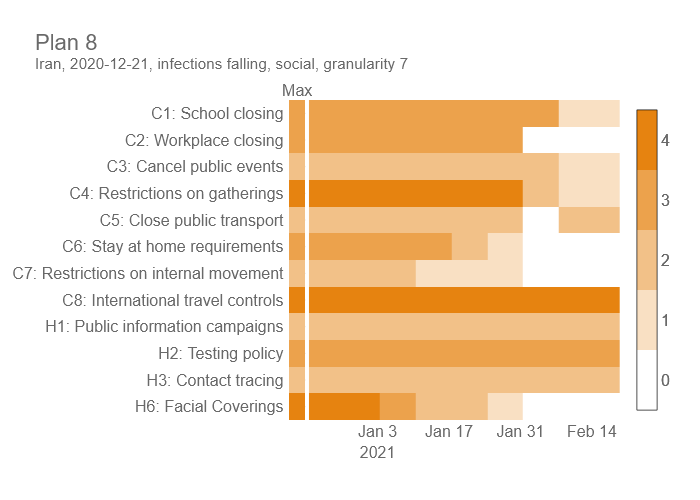 Plan 8
Iran, 2020-12-21, infections falling, social, granularity 7
Max
C1: School closing
C2: Workplace closing
C3: Cancel public events
C4: Restrictions on gatherings
C5: Close public transport
C6: Stay at home requirements
C7: Restrictions on internal movement
C8: International travel controls
H1: Public information campaigns
H2: Testing policy
H3: Contact tracing
H6: Facial Coverings
Jan 3 Jan 17 Jan 31 Feb 14
2021
4
3
2
1
0